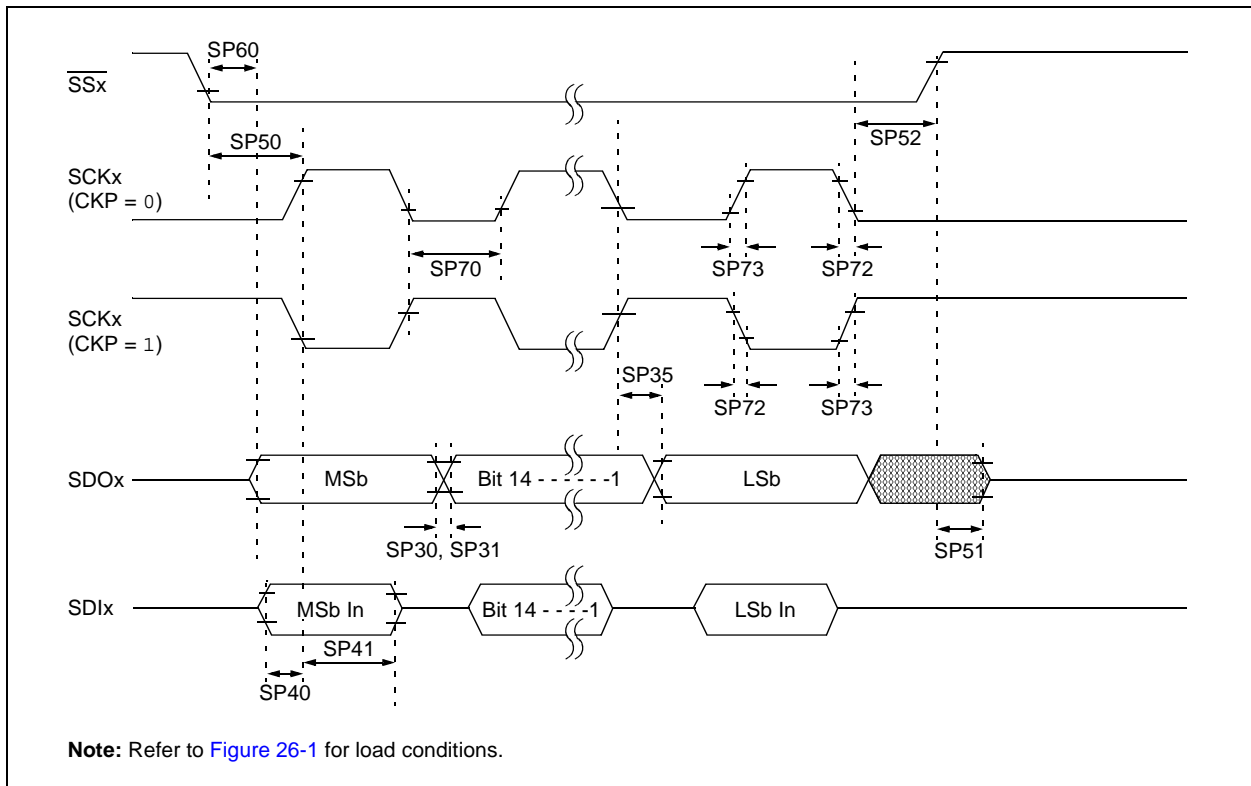 SP60
SSx
SP50
SP52
SCKx
(CKP = 0)
SP70
SP73
SP72
SCKx
(CKP = 1)
SP35
SP72
SP73
SDOx
MSb
Bit 14 - - - - - -1
LSb
SP30, SP31
SP51
SDIx
MSb In
Bit 14 - - - -1
LSb In
SP41
SP40
Note: Refer to Figure 26-1 for load conditions.